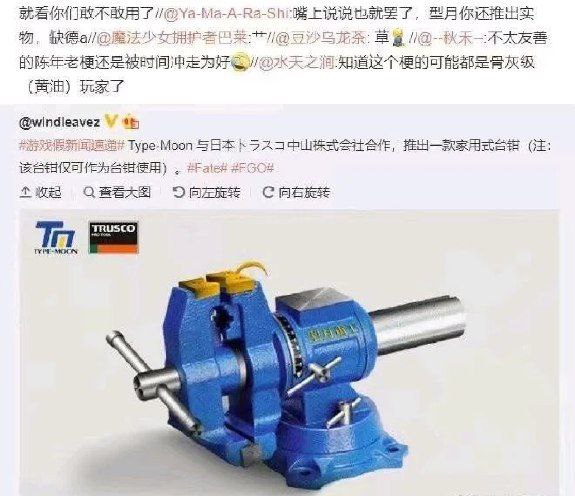 就看你们敢不敢用了//@Ya-Ma-A-Ra-Shi:嘴上说说也就罢了，型月你还推出实
物，缺德a//@魔法少女拥护者巴莱:艹//@豆沙乌龙茶: 草//@--秋禾--:不太友善
的陈年老梗还是被时间冲走为好//@水天之涧:知道这个梗的可能都是骨灰级
（黄油）玩家了
@windleavez
#游戏假新闻速递# Type-Moon 与日本トラスコ中山株式会社合作，推出一款家用式台钳（注：
该台钳仅可作为台钳使用）。#Fate# #FGO#
收起 查看大图 向左旋转 向右旋转
TM TRUSCO
TYPE-MOON PRO TOOL